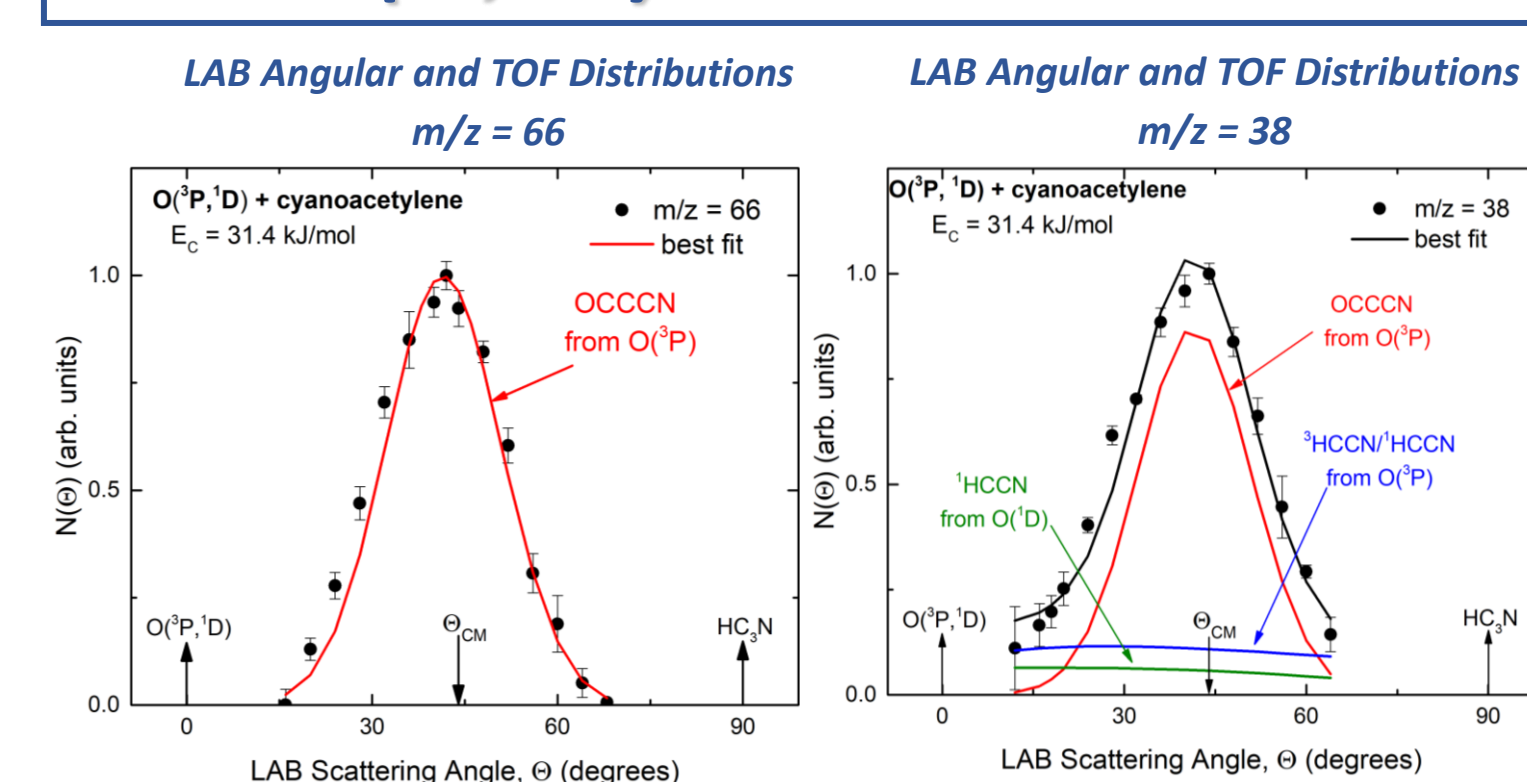 LAB Angular and TOF Distributions
m/z = 66
O(³P,¹D) + cyanoacetylene
E_C = 31.4 kJ/mol
m/z = 66
best fit
OCCCN
from O(³P)
O(³P,¹D)
Θ_CM
HC₃N
1.0
0.5
0.0
N(Θ) (arb. units)
0 30 60 90
LAB Scattering Angle, Θ (degrees)
LAB Angular and TOF Distributions
m/z = 38
O(³P, ¹D) + cyanoacetylene
E_C = 31.4 kJ/mol
m/z = 38
best fit
OCCCN
from O(³P)
³HCCN/¹HCCN
from O(³P)
¹HCCN
from O(¹D)
O(³P,¹D)
Θ_CM
HC₃N
1.0
0.5
0.0
N(Θ) (arb. units)
0 30 60 90
LAB Scattering Angle, Θ (degrees)